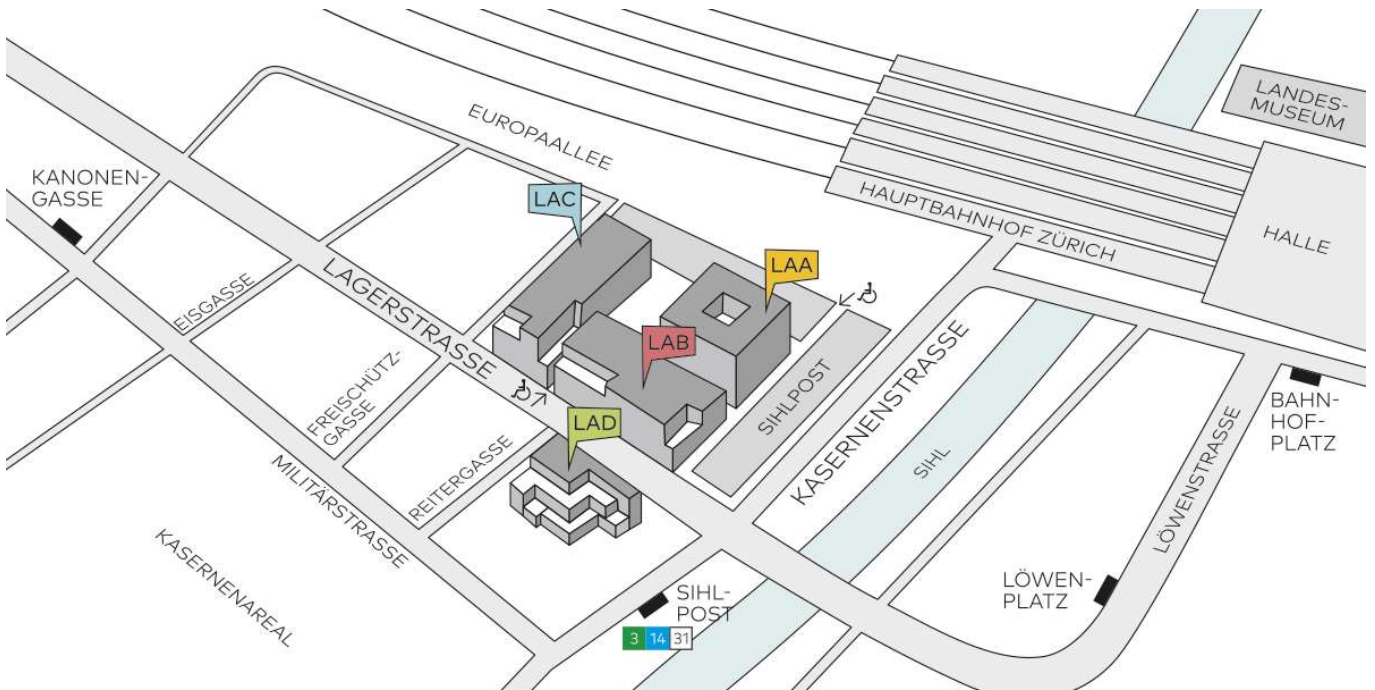 LANDES-
MUSEUM
EUROPAALLEE
KANONEN-
GASSE
LAC
HAUPTBAHNHOF ZÜRICH
HALLE
LAA
EISGASSE
LAGERSTRASSE
LAB
SIHLPOST
KASERNENSTRASSE
BAHN-
HOF-
PLATZ
FREISCHÜTZ-
GASSE
LAD
SIHL
LÖWENSTRASSE
MILITÄRSTRASSE
REITERGASSE
KASERNENAREAL
SIHL-
POST
3 14 31
LÖWEN-
PLATZ